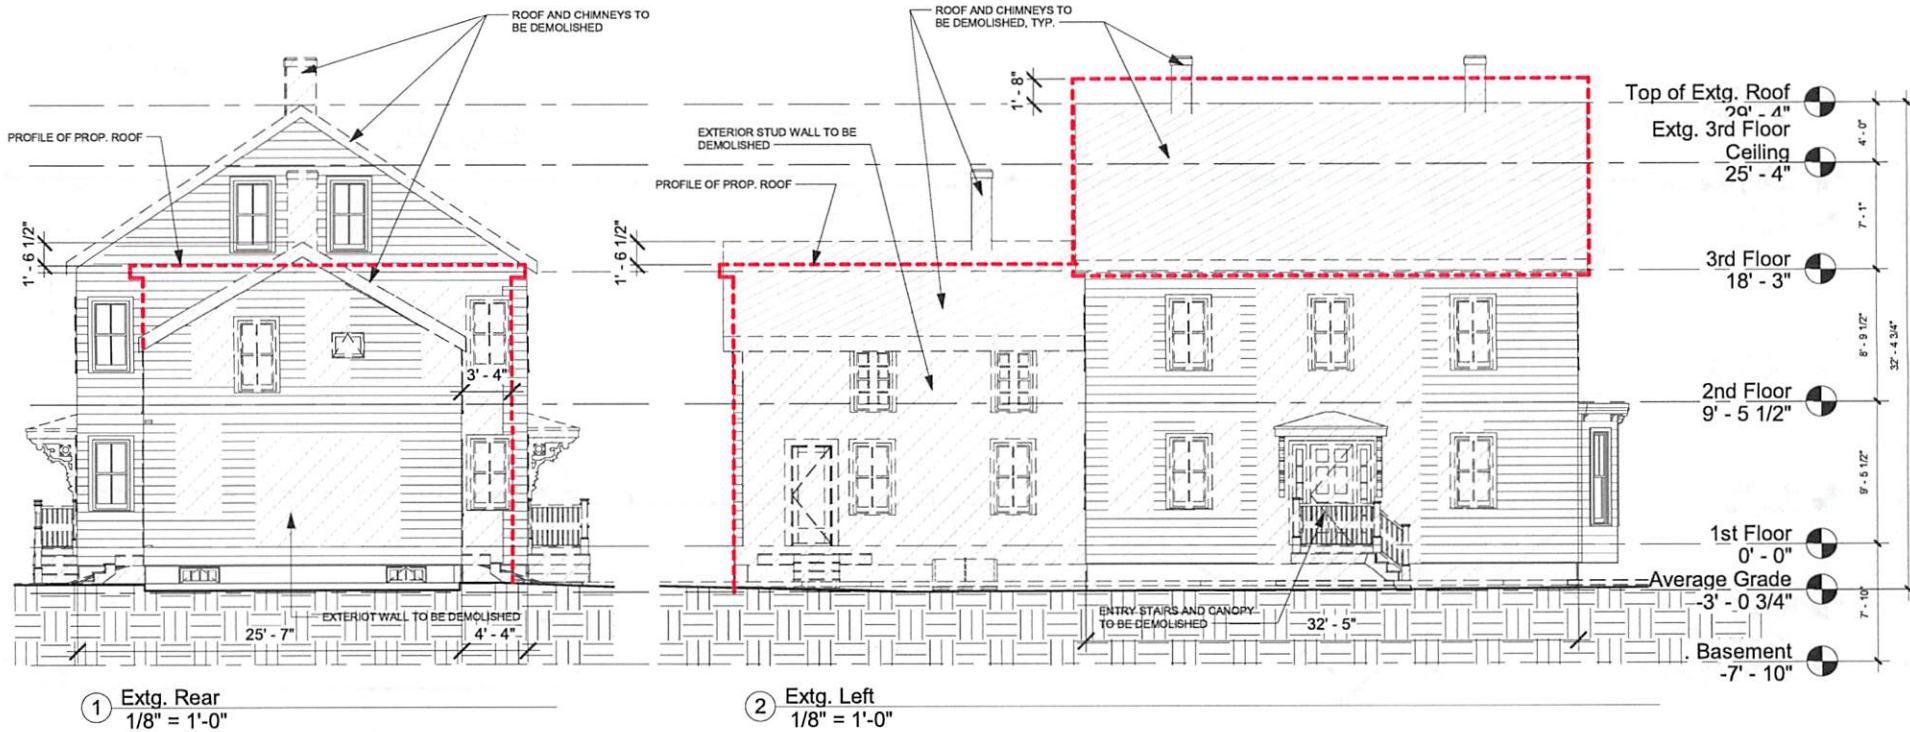 ROOF AND CHIMNEYS TO
BE DEMOLISHED
PROFILE OF PROP. ROOF
1' - 6 1/2"
3' - 4"
EXTERIOT WALL TO BE DEMOLISHED
25' - 7"
4' - 4"
1
Extg. Rear
1/8" = 1'-0"
ROOF AND CHIMNEYS TO
BE DEMOLISHED, TYP.
1' - 8"
EXTERIOR STUD WALL TO BE
DEMOLISHED
PROFILE OF PROP. ROOF
1' - 6 1/2"
ENTRY STAIRS AND CANOPY
TO BE DEMOLISHED
32' - 5"
2
Extg. Left
1/8" = 1'-0"
Top of Extg. Roof
29' - 4"
Extg. 3rd Floor
Ceiling
25' - 4"
3rd Floor
18' - 3"
2nd Floor
9' - 5 1/2"
1st Floor
0' - 0"
Average Grade
-3' - 0 3/4"
. Basement
-7' - 10"
4' - 0"
7' - 1"
8' - 9 1/2"
9' - 5 1/2"
7' - 10"
32' - 4 3/4"